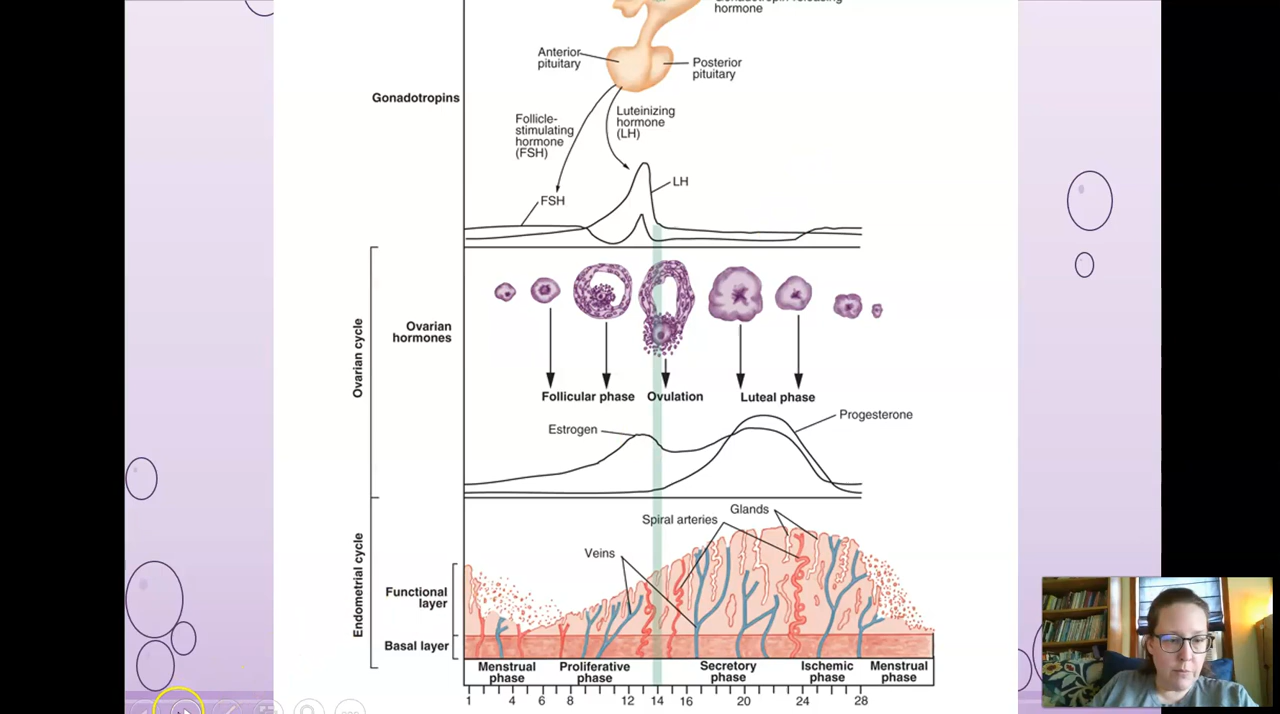 Gonadotropin-releasing
hormone
Anterior
pituitary
Posterior
pituitary
Gonadotropins
Follicle-
stimulating
hormone
(FSH)
Luteinizing
hormone
(LH)
LH
FSH
Ovarian cycle
Ovarian
hormones
Follicular phase
Ovulation
Luteal phase
Estrogen
Progesterone
Endometrial cycle
Glands
Spiral arteries
Veins
Functional
layer
Basal layer
Menstrual
phase
Proliferative
phase
Secretory
phase
Ischemic
phase
Menstrual
phase
1 4 6 8 12 14 16 20 24 28